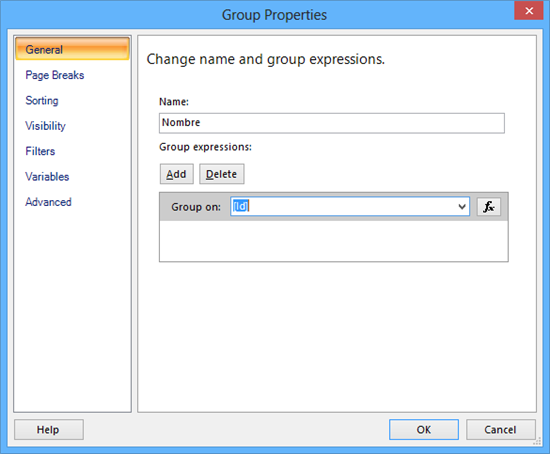 Group Properties
General
Page Breaks
Sorting
Visibility
Filters
Variables
Advanced
Change name and group expressions.
Name:
Nombre
Group expressions:
Add Delete
Group on: [Id] fx
Help OK Cancel